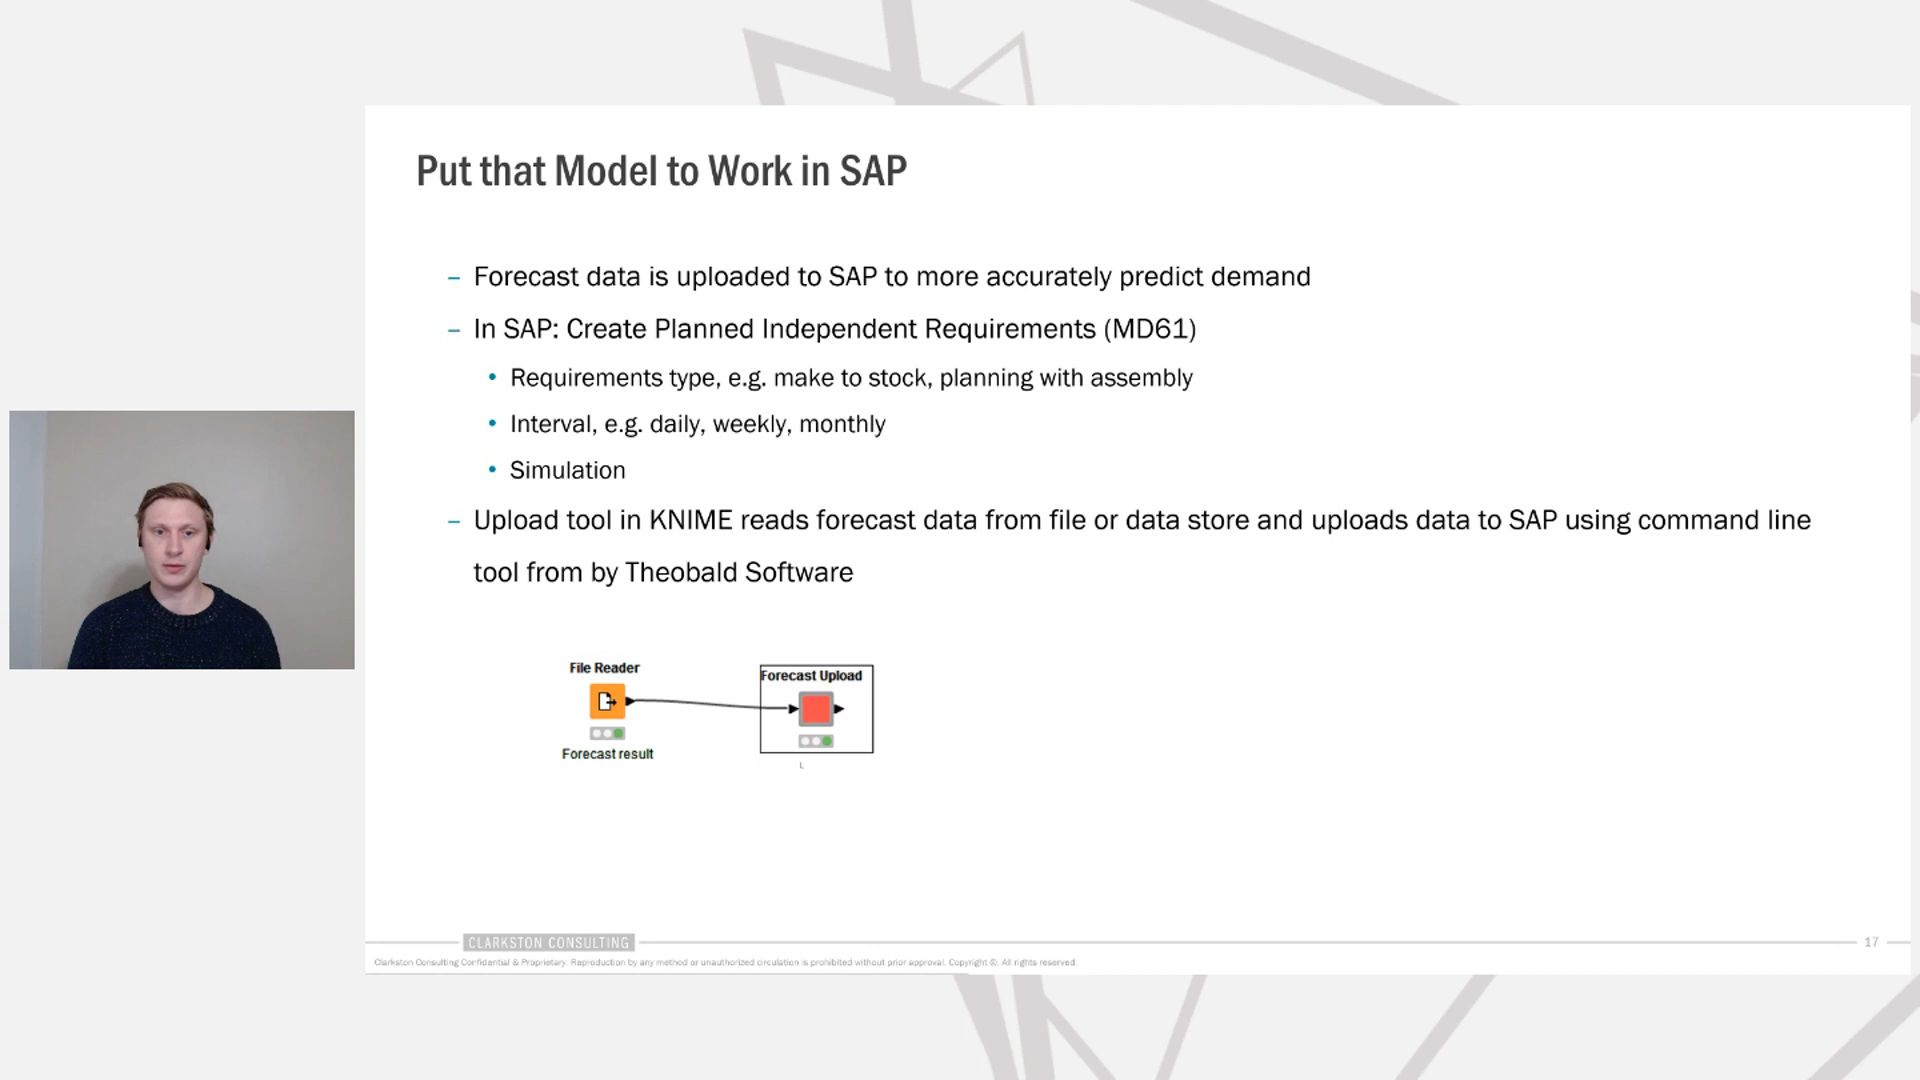 Put that Model to Work in SAP
– Forecast data is uploaded to SAP to more accurately predict demand
– In SAP: Create Planned Independent Requirements (MD61)
• Requirements type, e.g. make to stock, planning with assembly
• Interval, e.g. daily, weekly, monthly
• Simulation
– Upload tool in KNIME reads forecast data from file or data store and uploads data to SAP using command line
tool from by Theobald Software
File Reader
Forecast Upload
Forecast result
CLARKSTON CONSULTING
17
Clarkston Consulting Confidential & Proprietary. Reproduction by any method or unauthorized circulation is prohibited without prior approval. Copyright ©. All rights reserved.